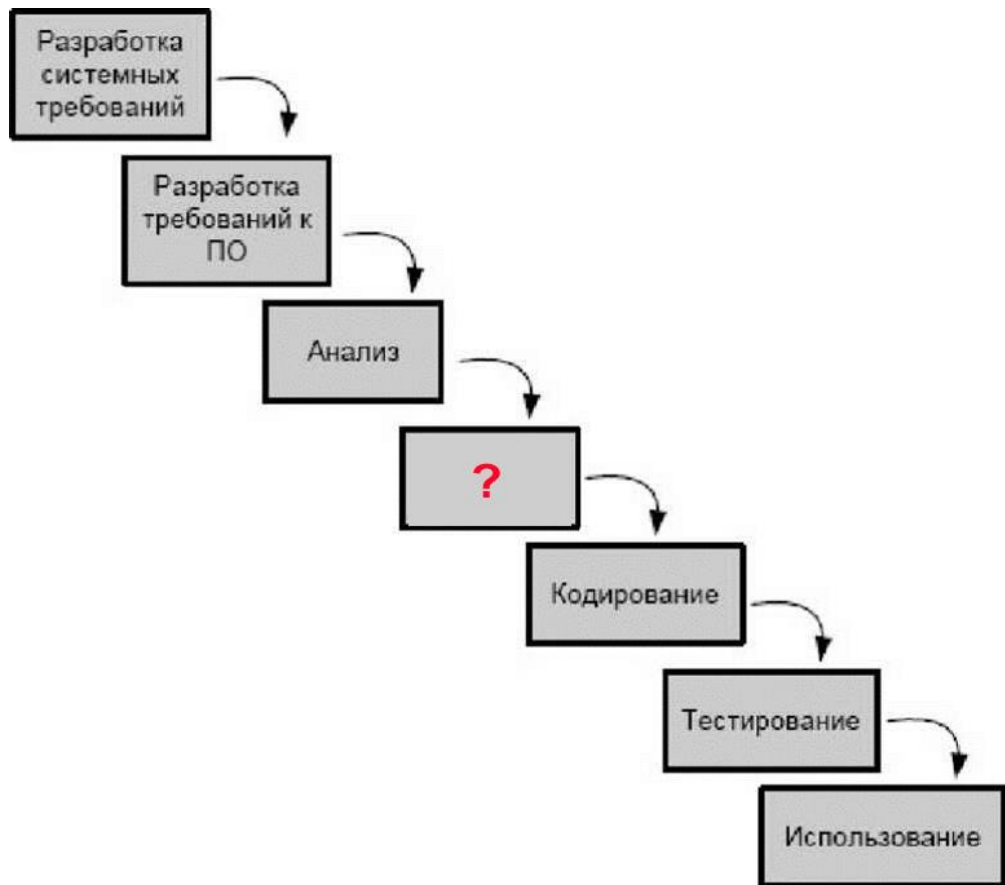 Разработка
системных
требований
Разработка
требований к
ПО
Анализ
?
Кодирование
Тестирование
Использование